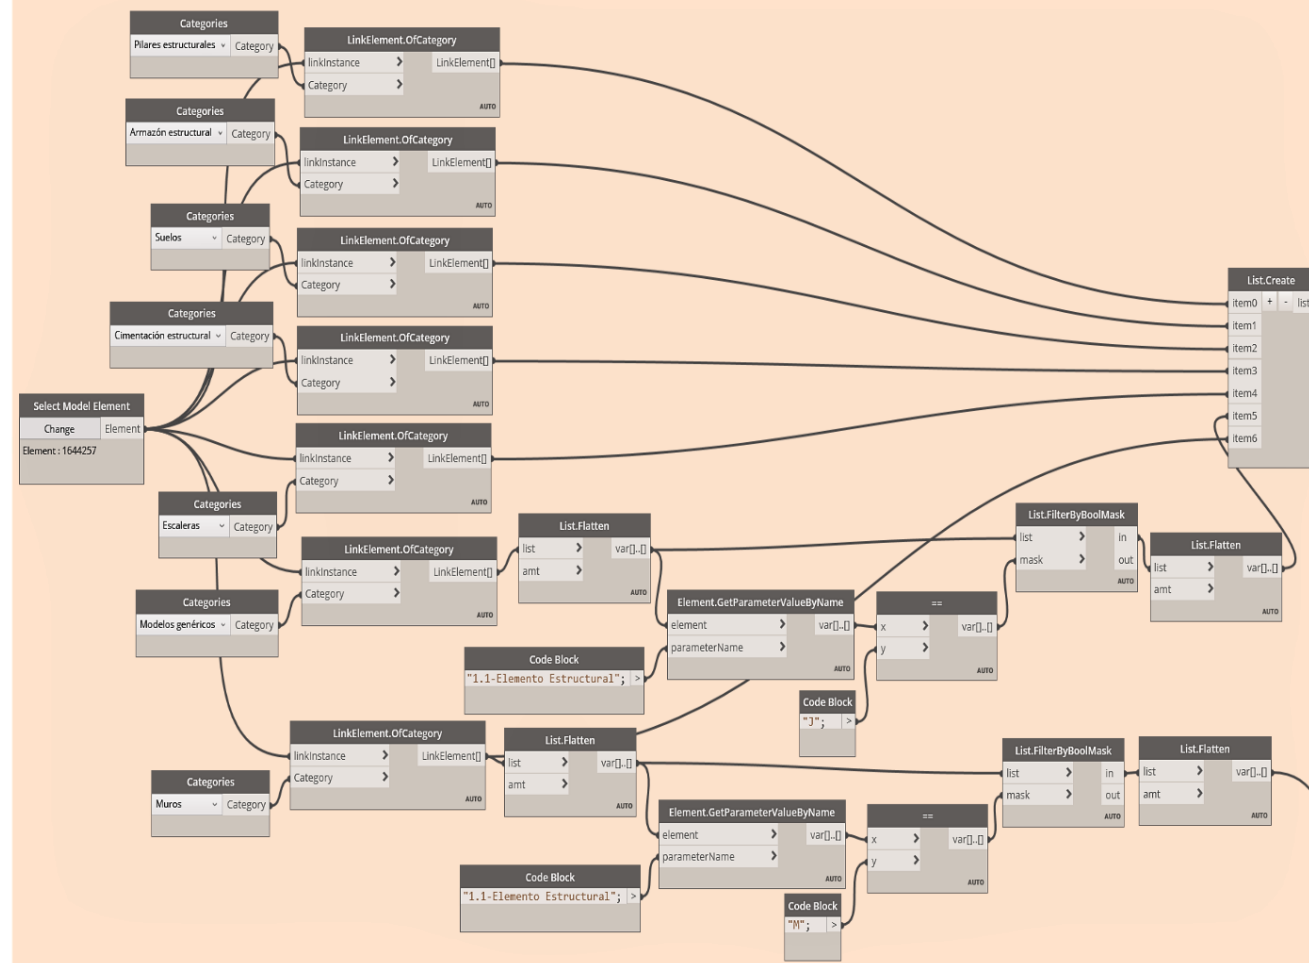 Categories
Pilares estructurales Category
LinkElement.OfCategory
linkInstance > LinkElement[]
Category >
AUTO
Categories
Armazón estructural Category
LinkElement.OfCategory
linkInstance > LinkElement[]
Category >
AUTO
Categories
Suelos Category
LinkElement.OfCategory
linkInstance > LinkElement[]
Category >
AUTO
Categories
Cimentación estructural Category
LinkElement.OfCategory
linkInstance > LinkElement[]
Category >
AUTO
Select Model Element
Change Element
Element : 1644257
LinkElement.OfCategory
linkInstance > LinkElement[]
Category >
AUTO
Categories
Escaleras Category
LinkElement.OfCategory
linkInstance > LinkElement[]
Category >
AUTO
Categories
Modelos genéricos Category
List.Flatten
list > var[]..[]
amt >
AUTO
Element.GetParameterValueByName
element > var[]..[]
parameterName >
AUTO
Code Block
"1.1-Elemento Estructural"; >
==
x > var[]..[]
y >
AUTO
Code Block
"J"; >
List.FilterByBoolMask
list > in
mask > out
AUTO
List.Flatten
list > var[]..[]
amt >
AUTO
List.Create
item0 + - list
item1
item2
item3
item4
item5
item6
LinkElement.OfCategory
linkInstance > LinkElement[]
Category >
AUTO
Categories
Muros Category
List.Flatten
list > var[]..[]
amt >
AUTO
Element.GetParameterValueByName
element > var[]..[]
parameterName >
AUTO
Code Block
"1.1-Elemento Estructural"; >
==
x > var[]..[]
y >
AUTO
Code Block
"M"; >
List.FilterByBoolMask
list > in
mask > out
AUTO
List.Flatten
list > var[]..[]
amt >
AUTO